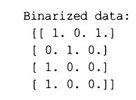 Binarized data:
[[ 1. 0. 1.]
[ 0. 1. 0.]
[ 1. 0. 0.]
[ 1. 0. 0.]]